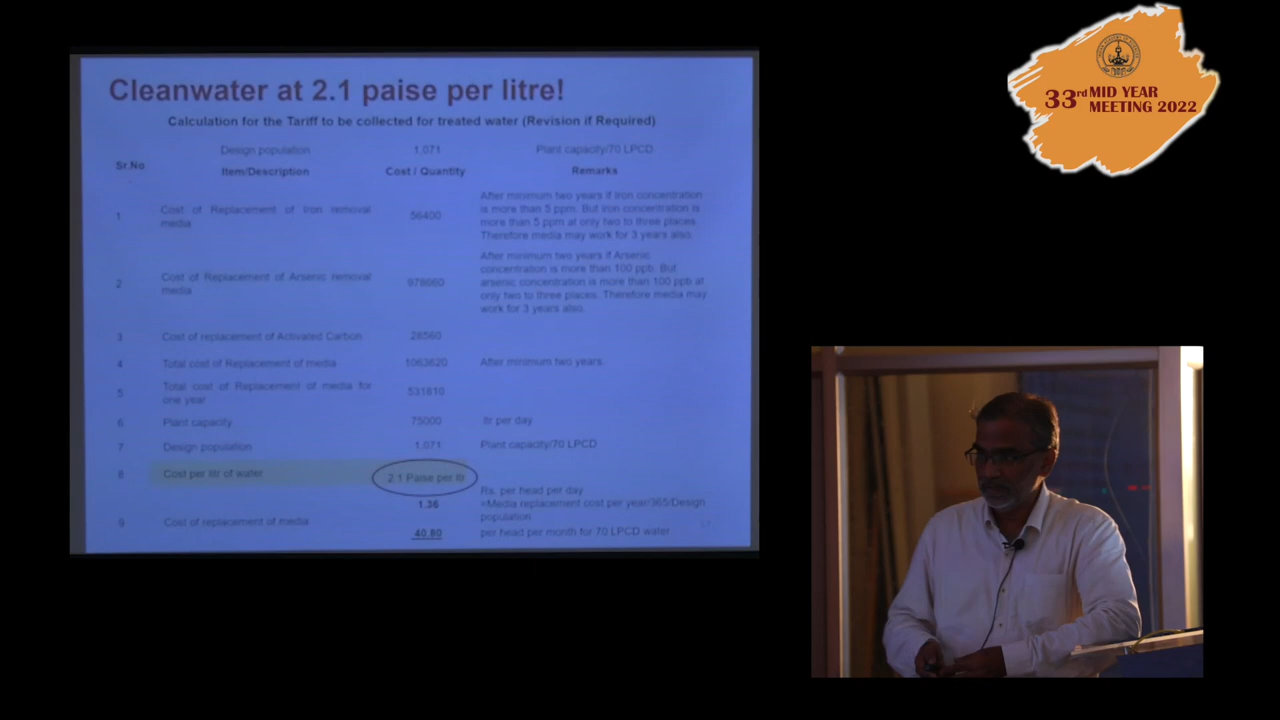 Cleanwater at 2.1 paise per litre!
Calculation for the Tariff to be collected for treated water (Revision if Required)
Design population 1,071 Plant capacity/70 LPCD
Sr.No Item/Description Cost / Quantity Remarks
1 Cost of Replacement of Iron removal media 56400
After minimum two years if Iron concentration
is more than 5 ppm. But iron concentration is
more than 5 ppm at only two to three places.
Therefore media may work for 3 years also.
2 Cost of Replacement of Arsenic removal media 978660
After minimum two years if Arsenic
concentration is more than 100 ppb. But
arsenic concentration is more than 100 ppb at
only two to three places. Therefore media may
work for 3 years also.
3 Cost of replacement of Activated Carbon 28560
4 Total cost of Replacement of media 1063620 After minimum two years.
5 Total cost of Replacement of media for one year 531810
6 Plant capacity 75000 ltr per day
7 Design population 1,071 Plant capacity/70 LPCD
8 Cost per ltr of water 2.1 Paise per ltr
9 Cost of replacement of media
1.36
Rs. per head per day
=Media replacement cost per year/365/Design
population
40.80 per head per month for 70 LPCD water
33rd MID YEAR
MEETING 2022